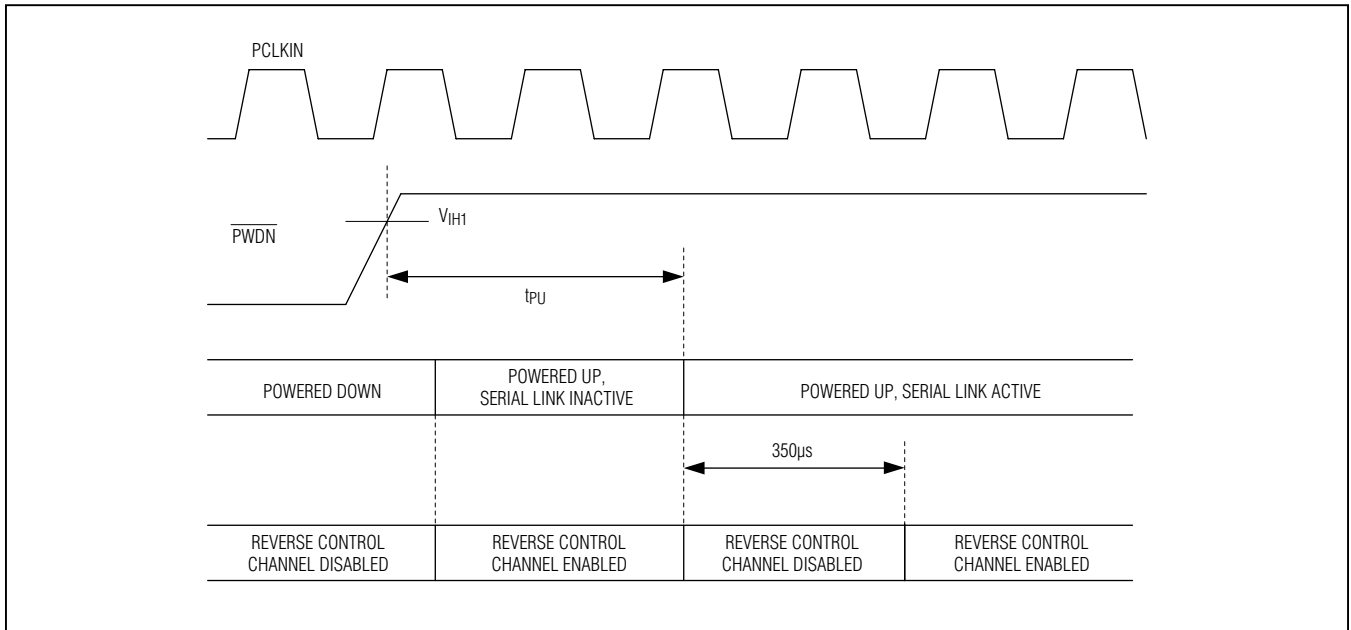 PCLKIN
PWDN
VIH1
tPU
POWERED DOWN
POWERED UP,
SERIAL LINK INACTIVE
POWERED UP, SERIAL LINK ACTIVE
350µs
REVERSE CONTROL
CHANNEL DISABLED
REVERSE CONTROL
CHANNEL ENABLED
REVERSE CONTROL
CHANNEL DISABLED
REVERSE CONTROL
CHANNEL ENABLED